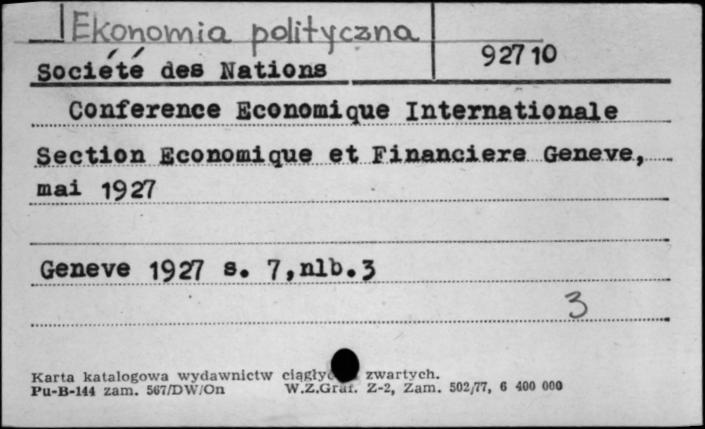 Ekonomia polityczna
92710
Société des Nations
Conference Economique Internationale
Section Economique et Financiere Geneve,
mai 1927
Geneve 1927 s. 7,nlb.3
3
Karta katalogowa wydawnictw zwartych.
Pu-B-144 zam. 567/DW/On W.Z.Graf. Z-2, Zam. 502/77, 6 400 000